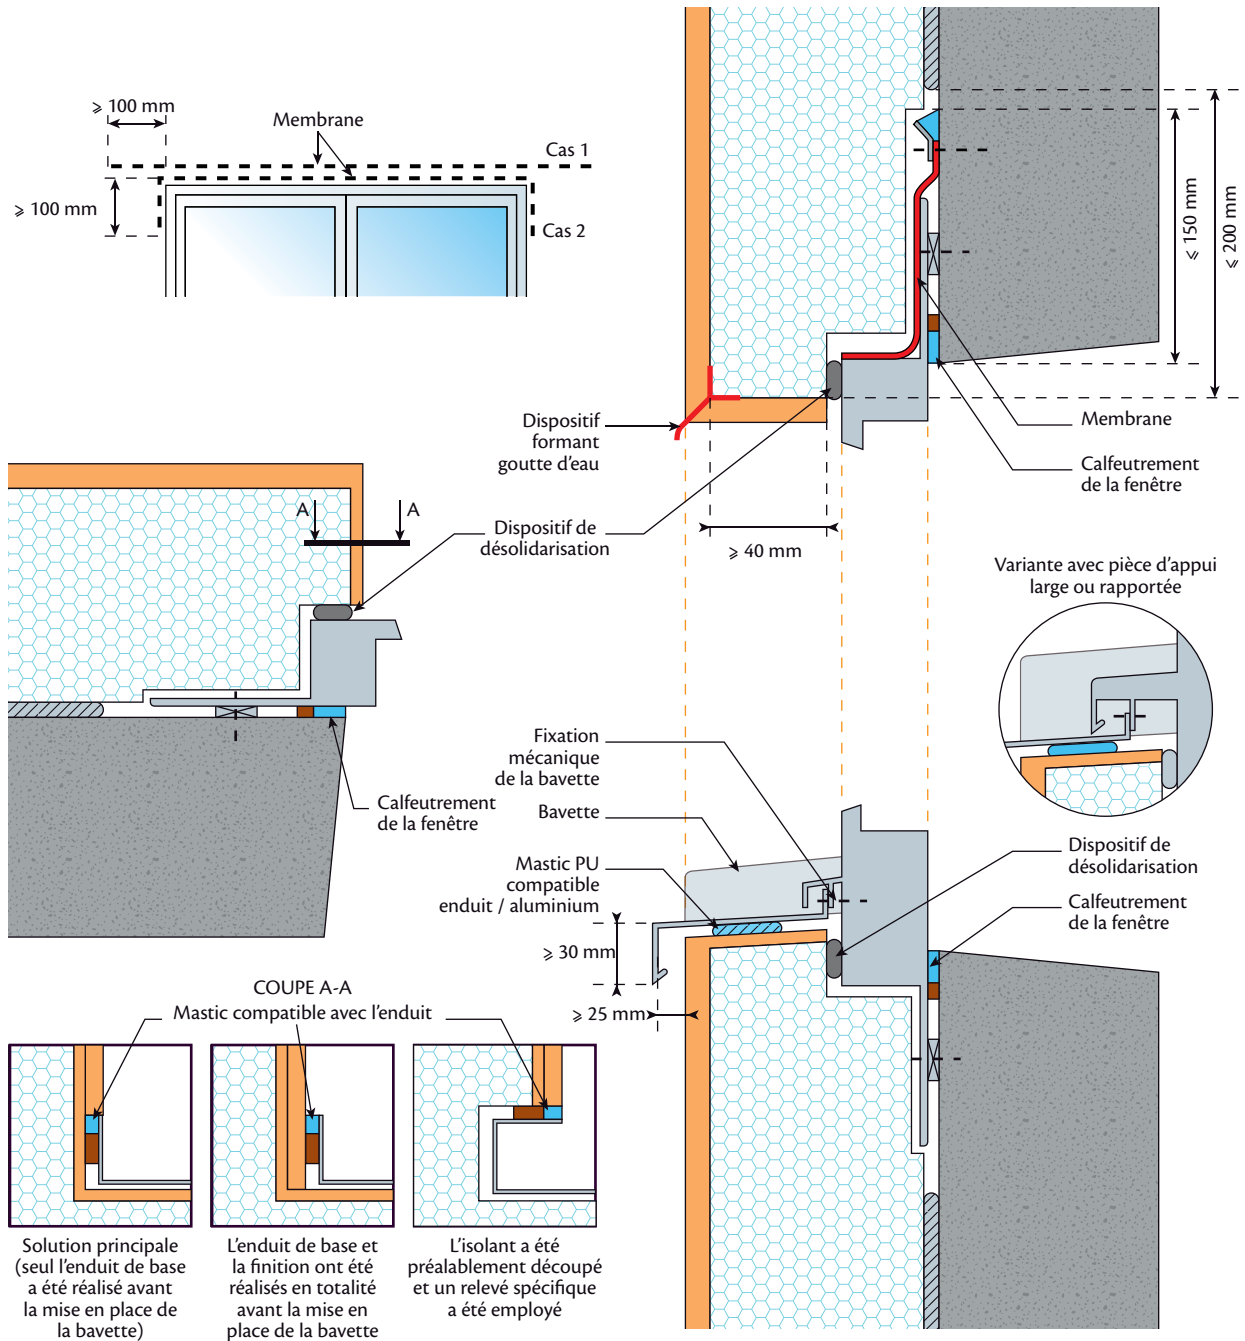 ⩾ 100 mm
Membrane
Cas 1
⩾ 100 mm
Cas 2
⩽ 150 mm
⩽ 200 mm
Dispositif
formant
goutte d'eau
Membrane
Calfeutrement
de la fenêtre
A
A
Dispositif de
désolidarisation
⩾ 40 mm
Variante avec pièce d'appui
large ou rapportée
Calfeutrement
de la fenêtre
Fixation
mécanique
de la bavette
Bavette
Mastic PU
compatible
enduit / aluminium
Dispositif de
désolidarisation
Calfeutrement
de la fenêtre
⩾ 30 mm
⩾ 25 mm
COUPE A-A
Mastic compatible avec l'enduit
Solution principale
(seul l'enduit de base
a été réalisé avant
la mise en place de
la bavette)
L'enduit de base et
la finition ont été
réalisés en totalité
avant la mise en
place de la bavette
L'isolant a été
préalablement découpé
et un relevé spécifique
a été employé